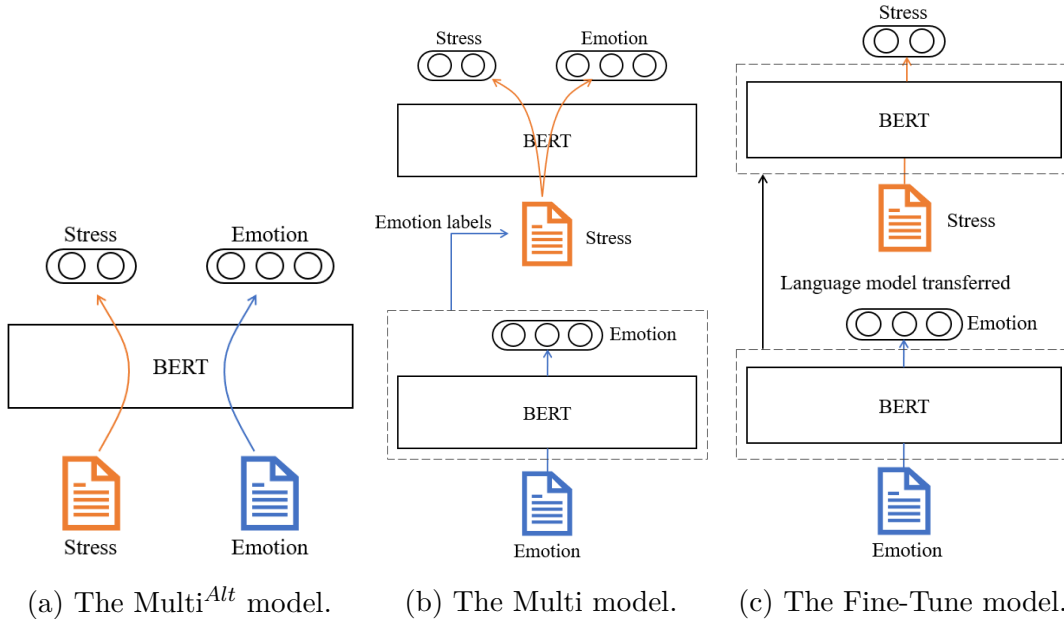 Stress
Emotion
BERT
Stress
Emotion
(a) The Multi^{Alt} model.
Stress
Emotion
BERT
Emotion labels
Stress
Emotion
BERT
Emotion
(b) The Multi model.
Stress
BERT
Stress
Language model transferred
Emotion
BERT
Emotion
(c) The Fine-Tune model.